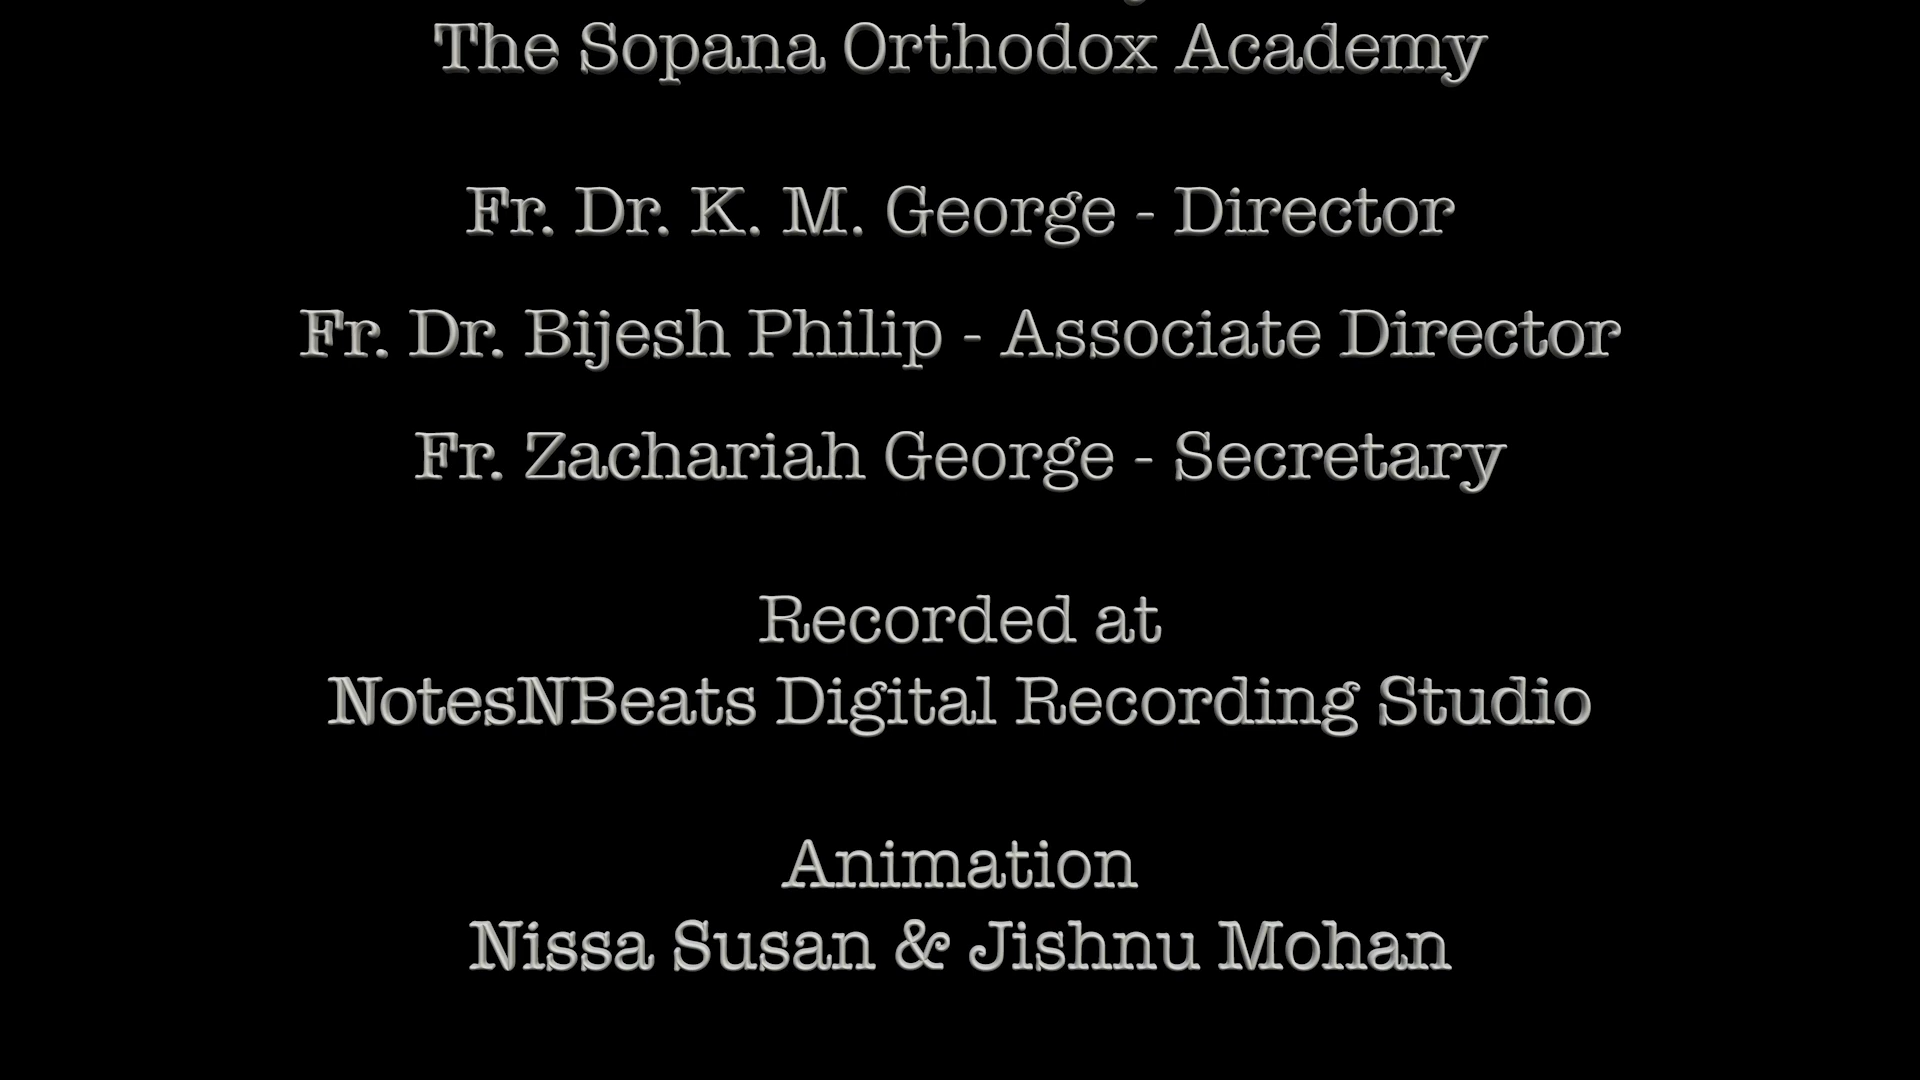 The Sopana Orthodox Academy
Fr. Dr. K. M. George - Director
Fr. Dr. Bijesh Philip - Associate Director
Fr. Zachariah George - Secretary
Recorded at
NotesNBeats Digital Recording Studio
Animation
Nissa Susan & Jishnu Mohan